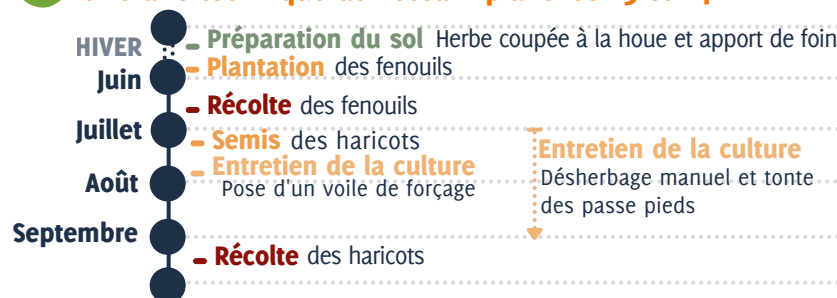 HIVER
Préparation du sol Herbe coupée à la houe et apport de foin
Juin
Plantation des fenouils
Récolte des fenouils
Juillet
Semis des haricots
Entretien de la culture
Pose d'un voile de forçage
Août
Entretien de la culture
Désherbage manuel et tonte
des passe pieds
Septembre
Récolte des haricots